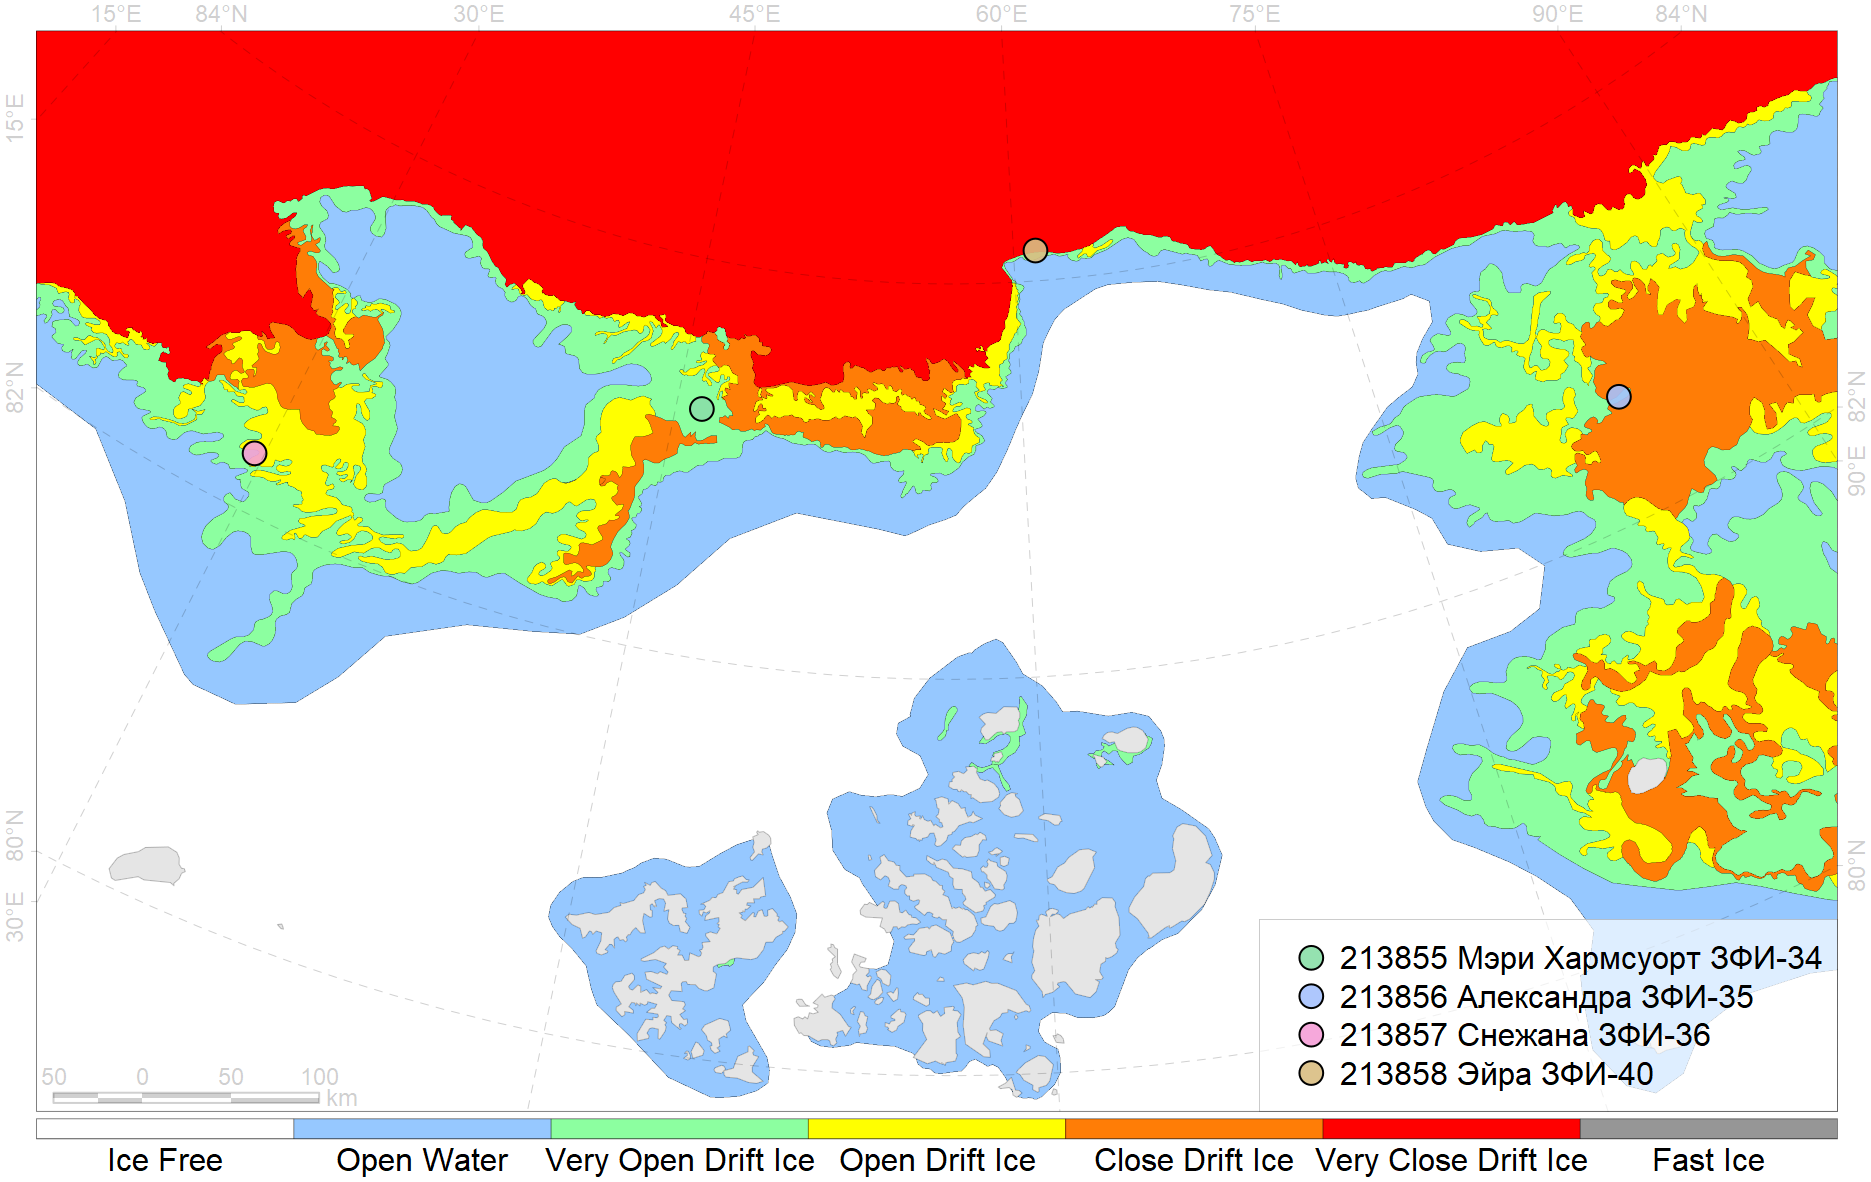 15°E 84°N 30°E 45°E 60°E 75°E 90°E 84°N
15°E
82°N
82°N
90°E
80°N
80°N
30°E
213855 Мэри Хармсуорт ЗФИ-34
213856 Александра ЗФИ-35
213857 Снежана ЗФИ-36
213858 Эйра ЗФИ-40
50 0 50 100
km
Ice Free Open Water Very Open Drift Ice Open Drift Ice Close Drift Ice Very Close Drift Ice Fast Ice